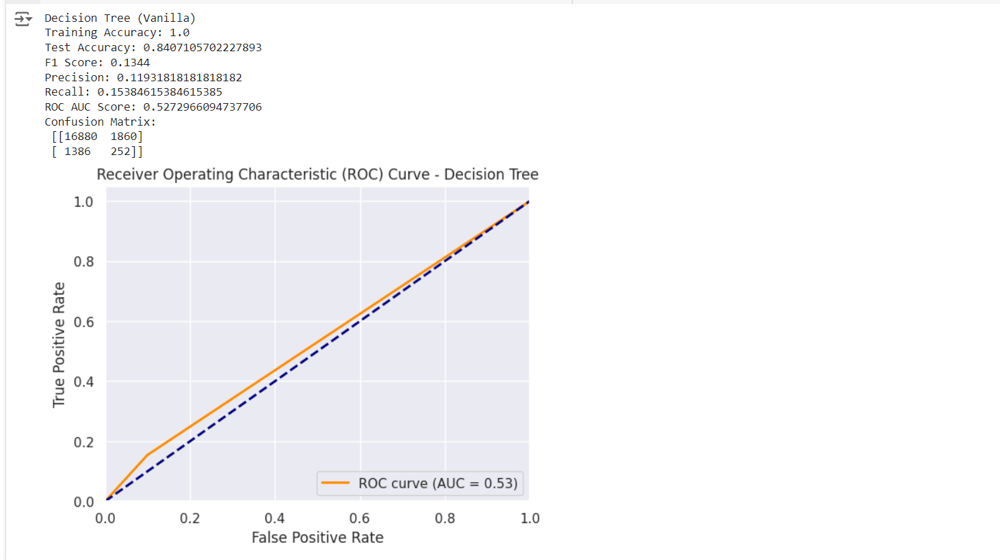 Decision Tree (Vanilla)
Training Accuracy: 1.0
Test Accuracy: 0.8407105702227893
F1 Score: 0.1344
Precision: 0.11931818181818182
Recall: 0.15384615384615385
ROC AUC Score: 0.5272966094737706
Confusion Matrix:
[[16880 1860]
[ 1386 252]]
Receiver Operating Characteristic (ROC) Curve - Decision Tree
1.0
0.8
0.6
0.4
0.2
0.0
True Positive Rate
ROC curve (AUC = 0.53)
0.0 0.2 0.4 0.6 0.8 1.0
False Positive Rate